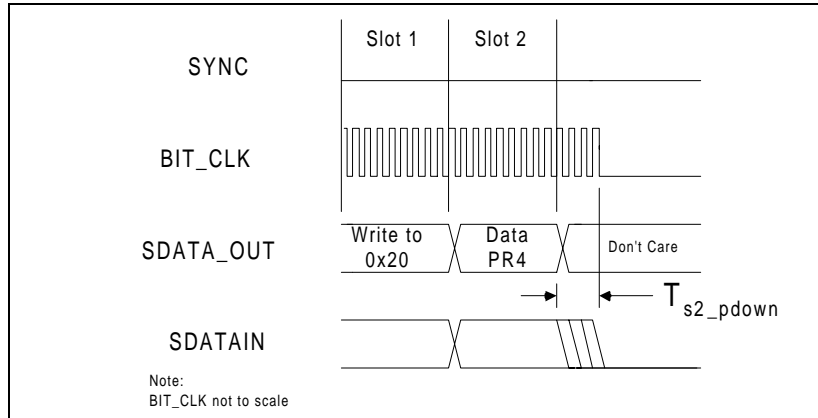 Slot 1 Slot 2
SYNC
BIT_CLK
SDATA_OUT
Write to
0x20
Data
PR4
Don't Care
Ts2_pdown
SDATAIN
Note:
BIT_CLK not to scale